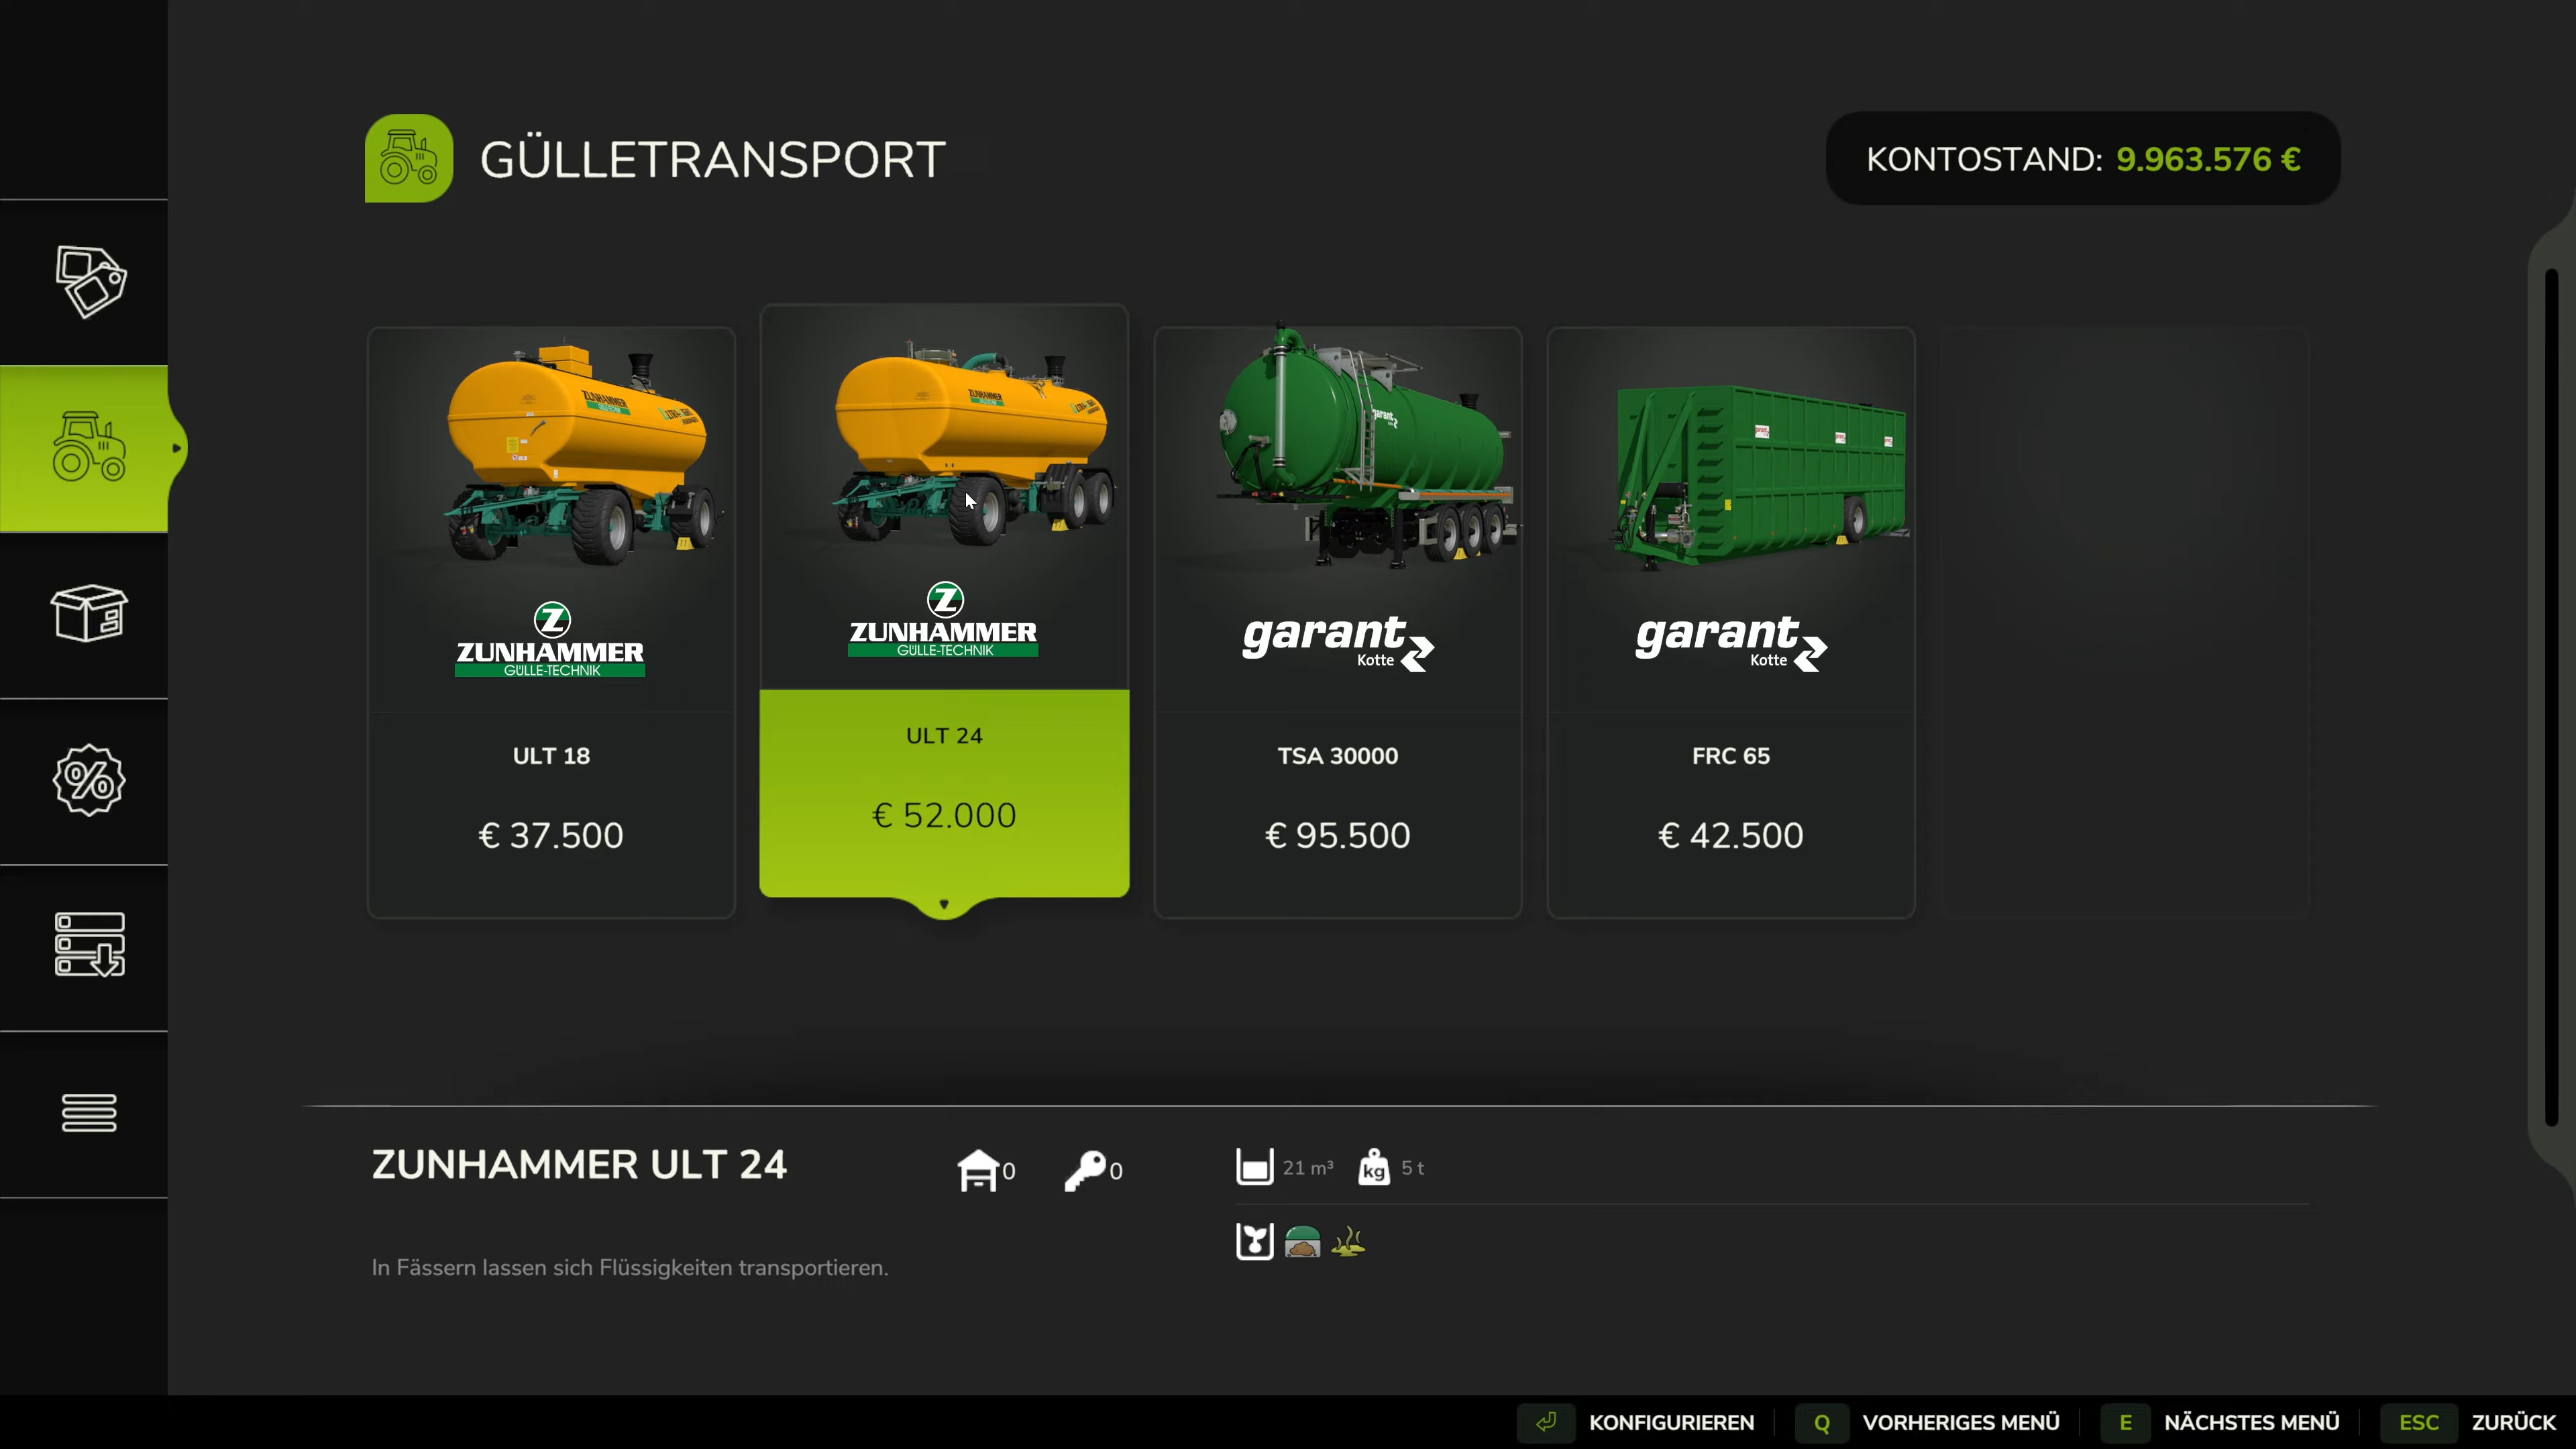 GÜLLETRANSPORT
KONTOSTAND: 9.963.576 €
ZUNHAMMER
GÜLLE-TECHNIK
ULT 18
€ 37.500
ZUNHAMMER
GÜLLE-TECHNIK
ULT 24
€ 52.000
garant
Kotte
TSA 30000
€ 95.500
garant
Kotte
FRC 65
€ 42.500
ZUNHAMMER ULT 24
0
0
21 m³
kg
5 t
In Fässern lassen sich Flüssigkeiten transportieren.
KONFIGURIEREN
Q VORHERIGES MENÜ
E NÄCHSTES MENÜ
ESC ZURÜCK